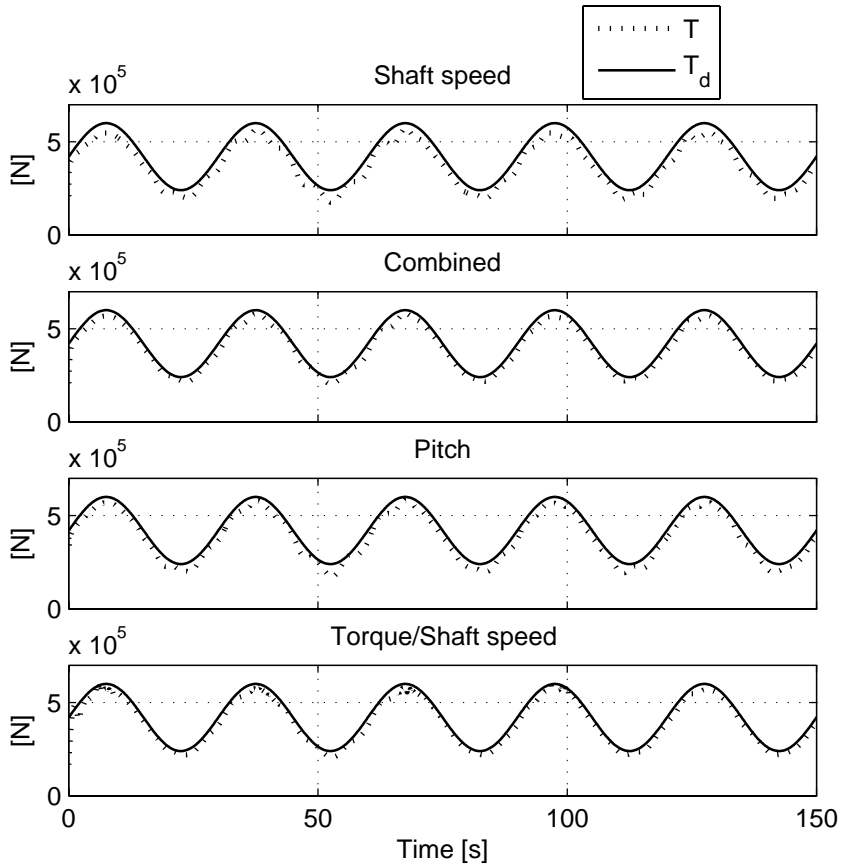 T
T_d
x 10^5
Shaft speed
5
[N]
0
x 10^5
Combined
5
[N]
0
x 10^5
Pitch
5
[N]
0
x 10^5
Torque/Shaft speed
5
[N]
0
0 50 100 150
Time [s]